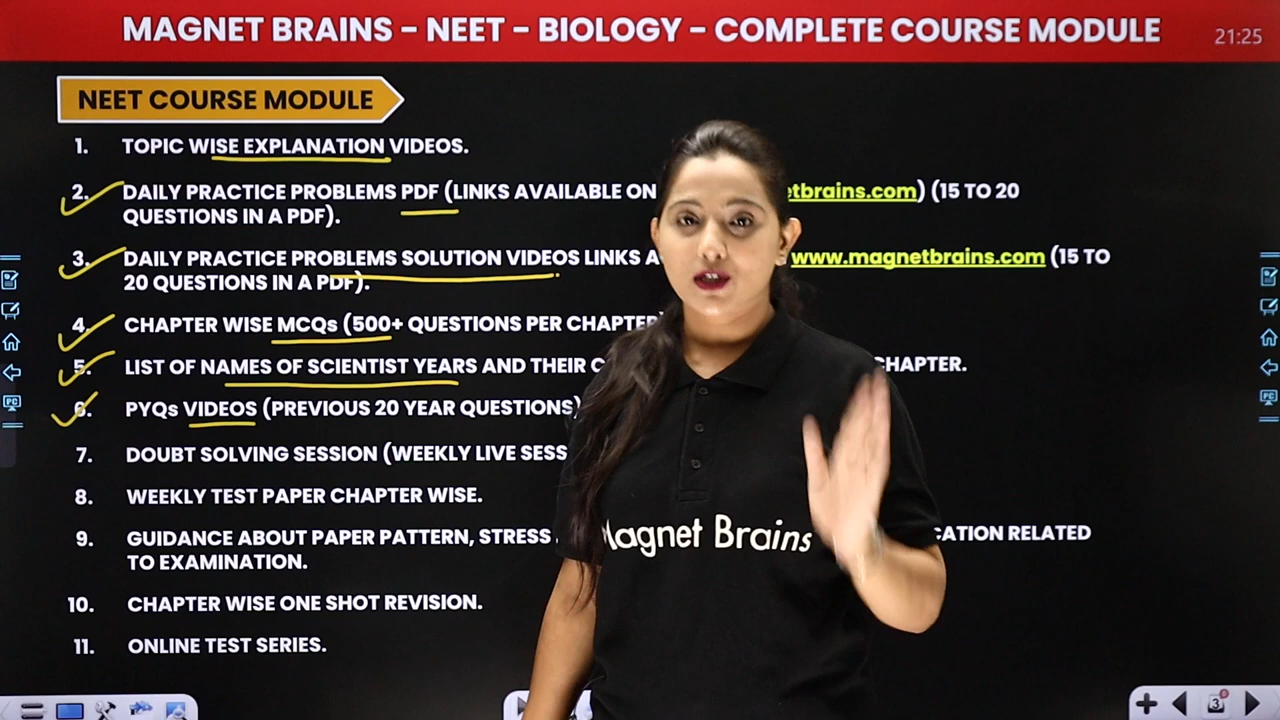 MAGNET BRAINS - NEET - BIOLOGY - COMPLETE COURSE MODULE
21:25
NEET COURSE MODULE
1. TOPIC WISE EXPLANATION VIDEOS.
2. DAILY PRACTICE PROBLEMS PDF (LINKS AVAILABLE ON etbrains.com) (15 TO 20
QUESTIONS IN A PDF).
3. DAILY PRACTICE PROBLEMS SOLUTION VIDEOS LINKS A www.magnetbrains.com (15 TO
20 QUESTIONS IN A PDF).
4. CHAPTER WISE MCQs (500+ QUESTIONS PER CHAPTER)
5. LIST OF NAMES OF SCIENTIST YEARS AND THEIR C CHAPTER.
6. PYQs VIDEOS (PREVIOUS 20 YEAR QUESTIONS)
7. DOUBT SOLVING SESSION (WEEKLY LIVE SESS
8. WEEKLY TEST PAPER CHAPTER WISE.
9. GUIDANCE ABOUT PAPER PATTERN, STRESS CATION RELATED
TO EXAMINATION.
10. CHAPTER WISE ONE SHOT REVISION.
11. ONLINE TEST SERIES.
Magnet Brains
PC
PC
3